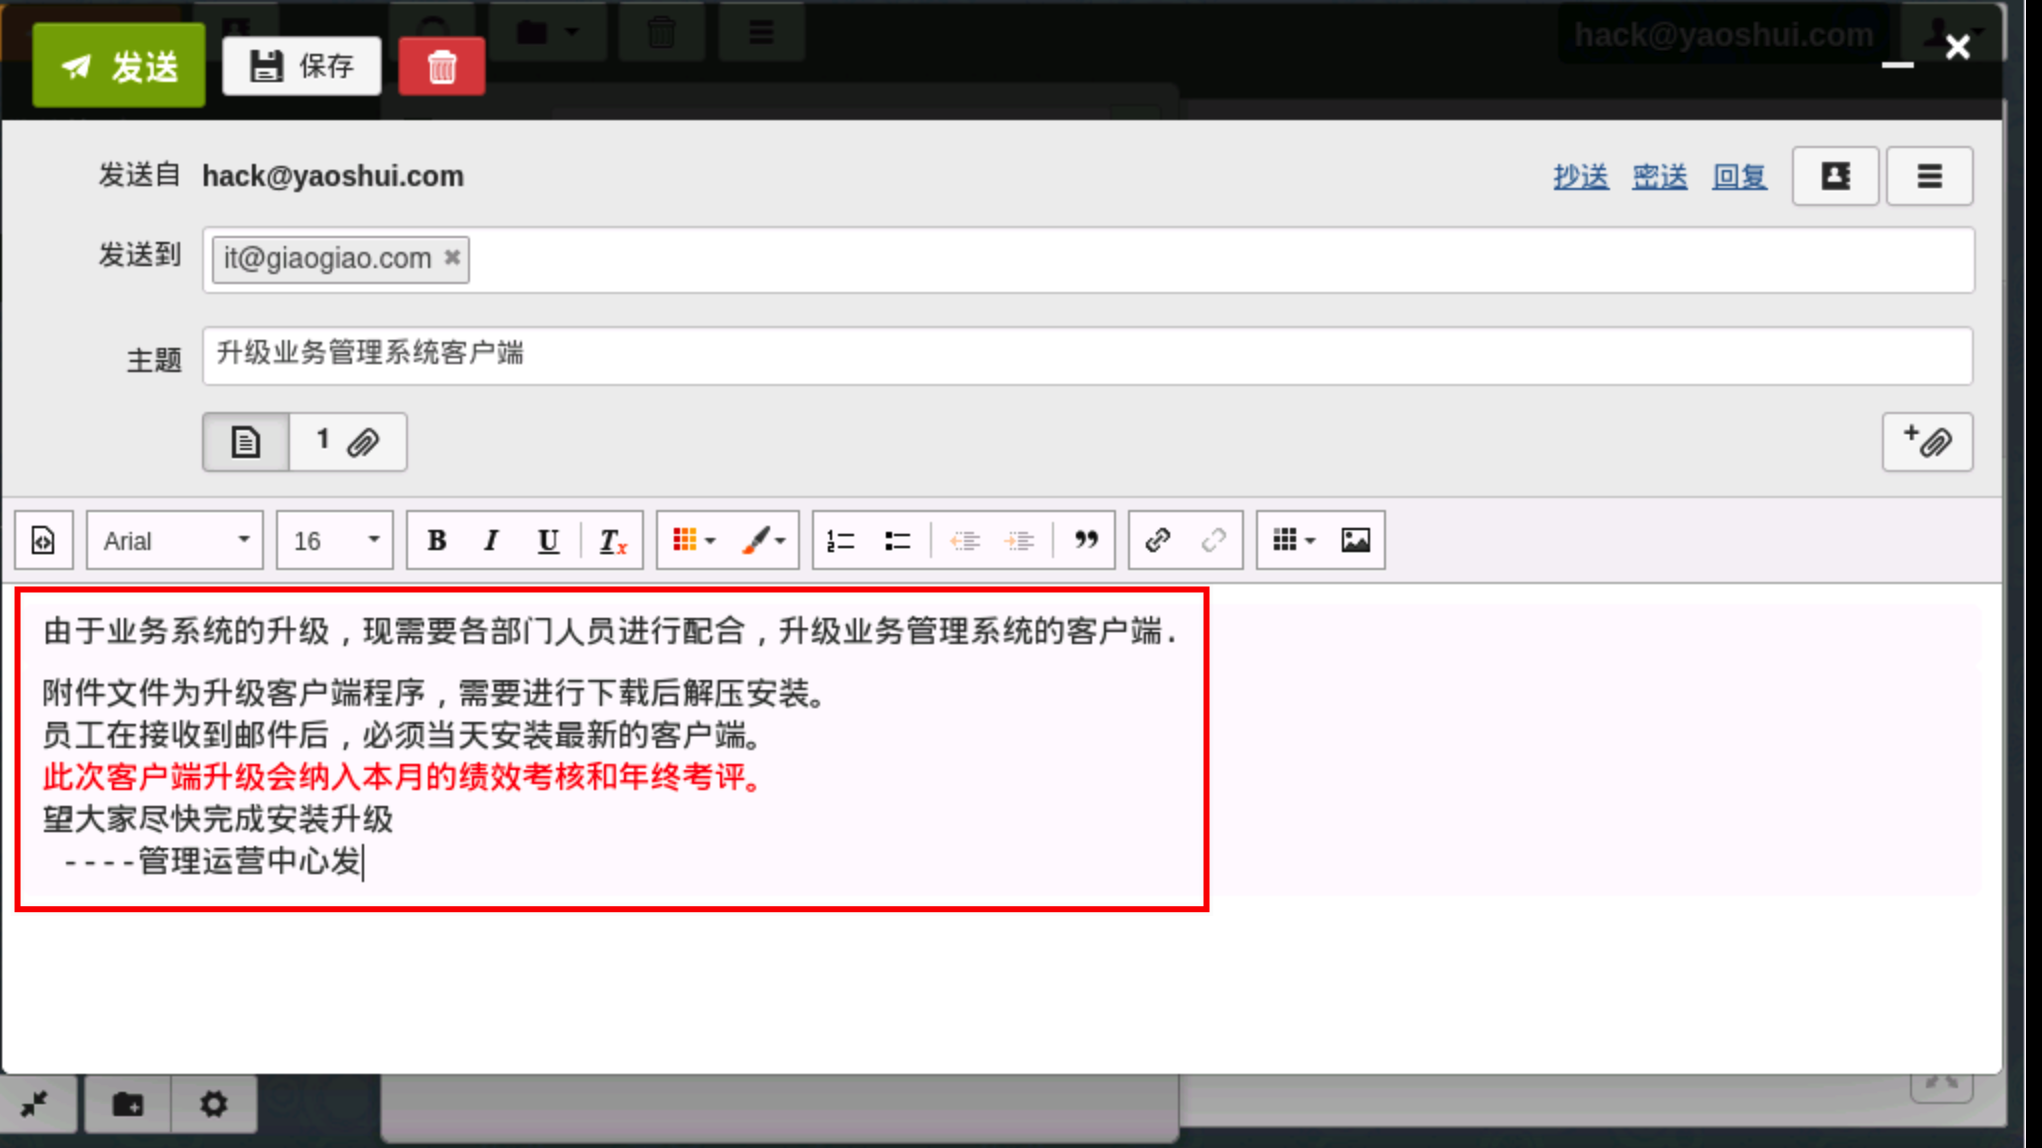 hack@yaoshui.com
发送
保存
发送自 hack@yaoshui.com 抄送 密送 回复
发送到 it@giaogiao.com
主题 升级业务管理系统客户端
1
Arial 16 B I U Tx
由于业务系统的升级，现需要各部门人员进行配合，升级业务管理系统的客户端.
附件文件为升级客户端程序，需要进行下载后解压安装。
员工在接收到邮件后，必须当天安装最新的客户端。
此次客户端升级会纳入本月的绩效考核和年终考评。
望大家尽快完成安装升级
----管理运营中心发